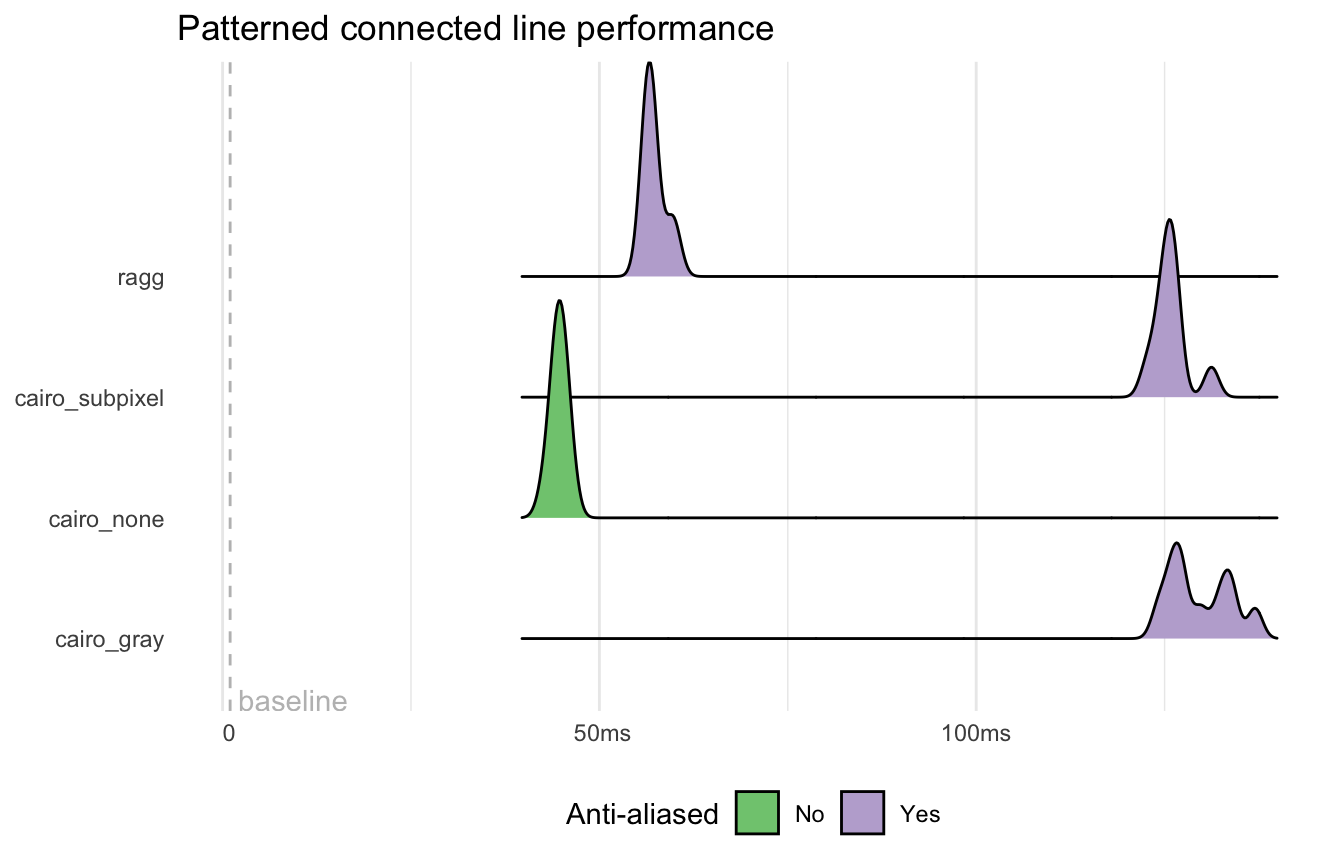 Patterned connected line performance
ragg
cairo_subpixel
cairo_none
cairo_gray
baseline
0 50ms 100ms
Anti-aliased No Yes